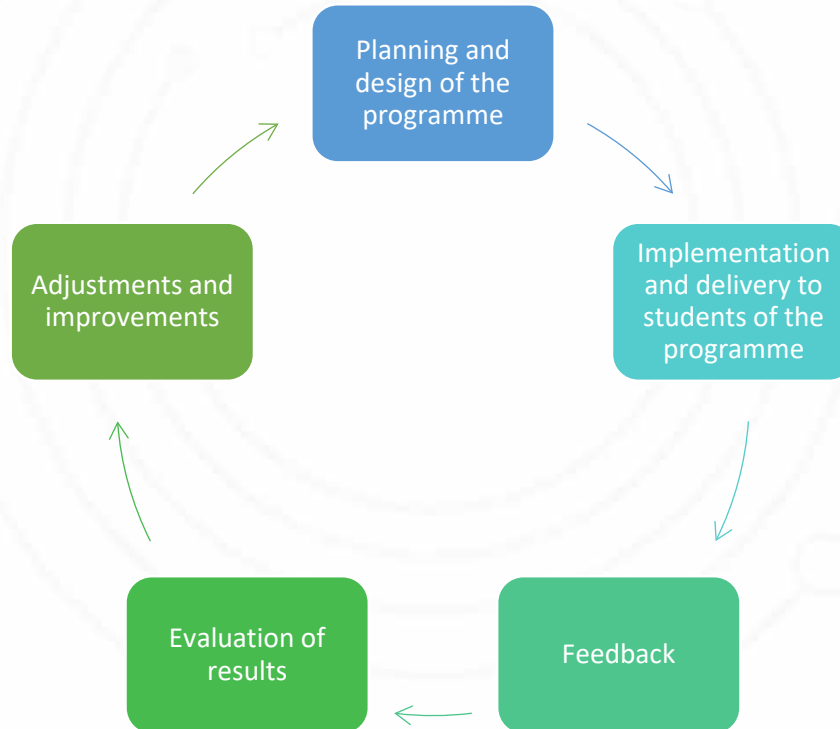 Planning and
design of the
programme
Implementation
and delivery to
students of the
programme
Feedback
Evaluation of
results
Adjustments and
improvements